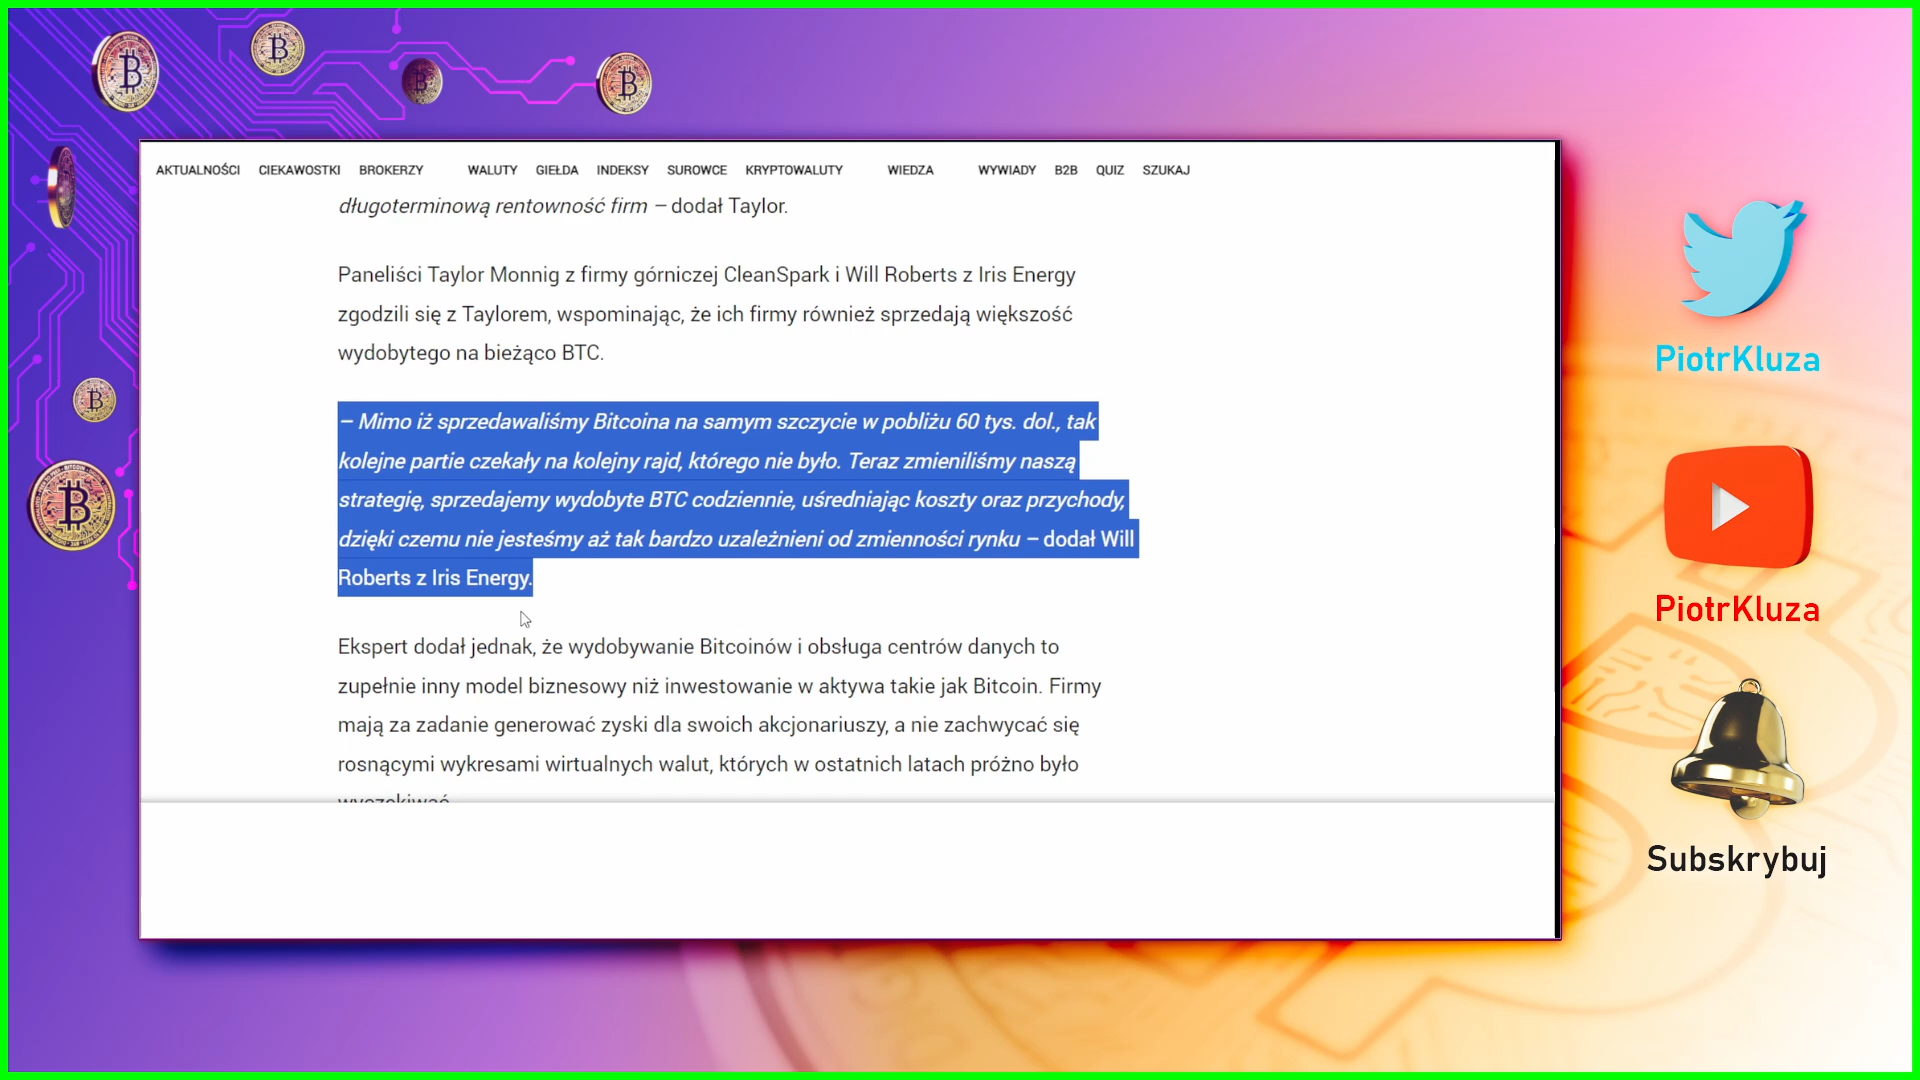 AKTUALNOŚCI CIEKAWOSTKI BROKERZY WALUTY GIEŁDA INDEKSY SUROWCE KRYPTOWALUTY WIEDZA WYWIADY B2B QUIZ SZUKAJ
długoterminową rentowność firm – dodał Taylor.
Paneliści Taylor Monnig z firmy górniczej CleanSpark i Will Roberts z Iris Energy
zgodzili się z Taylorem, wspominając, że ich firmy również sprzedają większość
wydobytego na bieżąco BTC.
– Mimo iż sprzedawaliśmy Bitcoina na samym szczycie w pobliżu 60 tys. dol., tak
kolejne partie czekały na kolejny rajd, którego nie było. Teraz zmieniliśmy naszą
strategię, sprzedajemy wydobyte BTC codziennie, uśredniając koszty oraz przychody,
dzięki czemu nie jesteśmy aż tak bardzo uzależnieni od zmienności rynku – dodał Will
Roberts z Iris Energy.
Ekspert dodał jednak, że wydobywanie Bitcoinów i obsługa centrów danych to
zupełnie inny model biznesowy niż inwestowanie w aktywa takie jak Bitcoin. Firmy
mają za zadanie generować zyski dla swoich akcjonariuszy, a nie zachwycać się
rosnącymi wykresami wirtualnych walut, których w ostatnich latach próżno było
wyczekiwać.
PiotrKluza
PiotrKluza
Subskrybuj